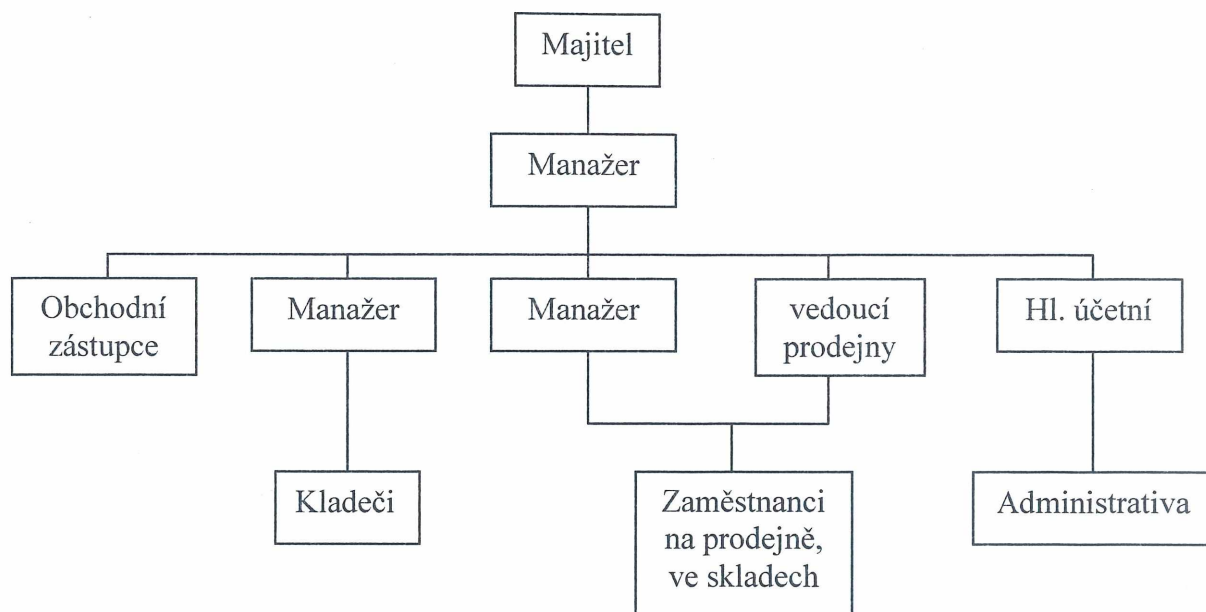 Majitel
Manažer
Obchodní
zástupce
Manažer
Manažer
vedoucí
prodejny
Hl. účetní
Kladeči
Zaměstnanci
na prodejně,
ve skladech
Administrativa